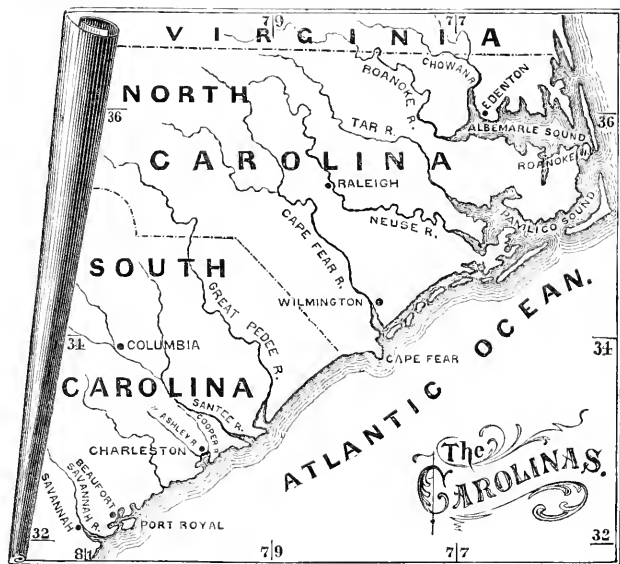 79
77
VIRGINIA
CHOWAN R.
ROANOKE R.
EDENTON
NORTH
36
36
TAR R.
ALBEMARLE SOUND
CAROLINA
ROANOKE I.
RALEIGH
PAMLICO SOUND
NEUSE R.
CAPE FEAR R.
SOUTH
GREAT PEDEE R.
WILMINGTON
ATLANTIC OCEAN.
34
34
COLUMBIA
CAPE FEAR
CAROLINA
SANTEE R.
COOPER R.
ASHLEY R.
CHARLESTON
The
CAROLINAS.
BEAUFORT
SAVANNAH R.
SAVANNAH
PORT ROYAL
32
32
81
79
77